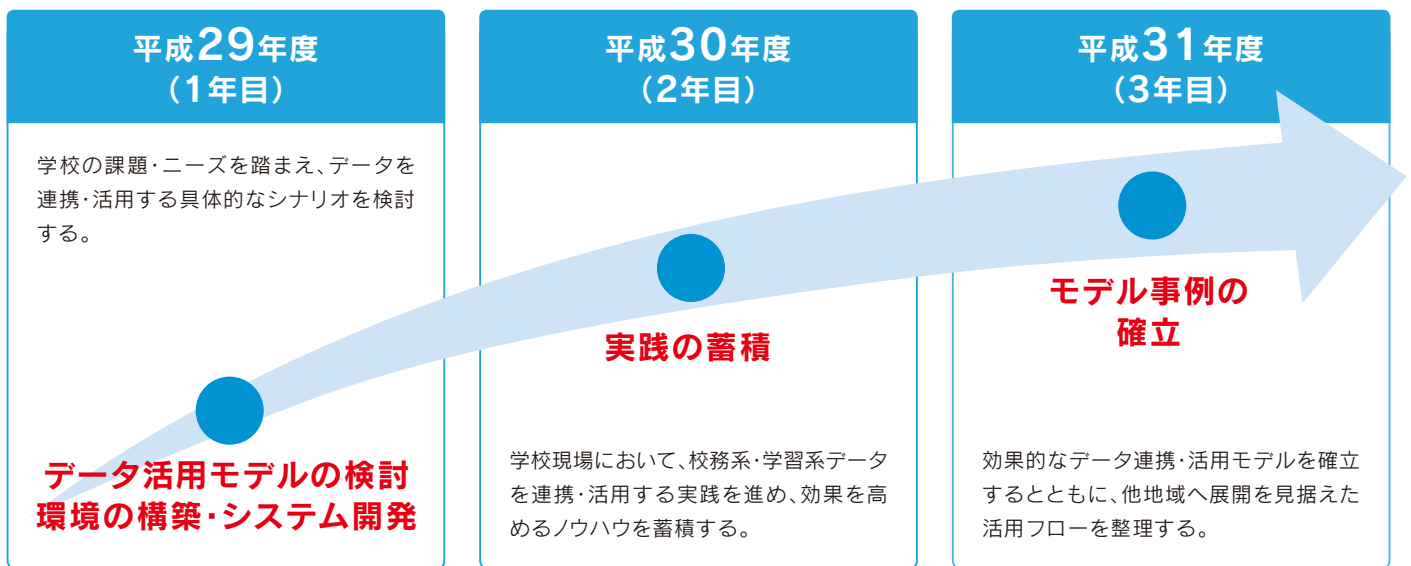 平成29年度
（1年目）
学校の課題・ニーズを踏まえ、データを
連携・活用する具体的なシナリオを検討
する。
データ活用モデルの検討
環境の構築・システム開発
平成30年度
（2年目）
実践の蓄積
学校現場において、校務系・学習系データ
を連携・活用する実践を進め、効果を高
めるノウハウを蓄積する。
平成31年度
（3年目）
モデル事例の
確立
効果的なデータ連携・活用モデルを確立
するとともに、他地域へ展開を見据えた
活用フローを整理する。